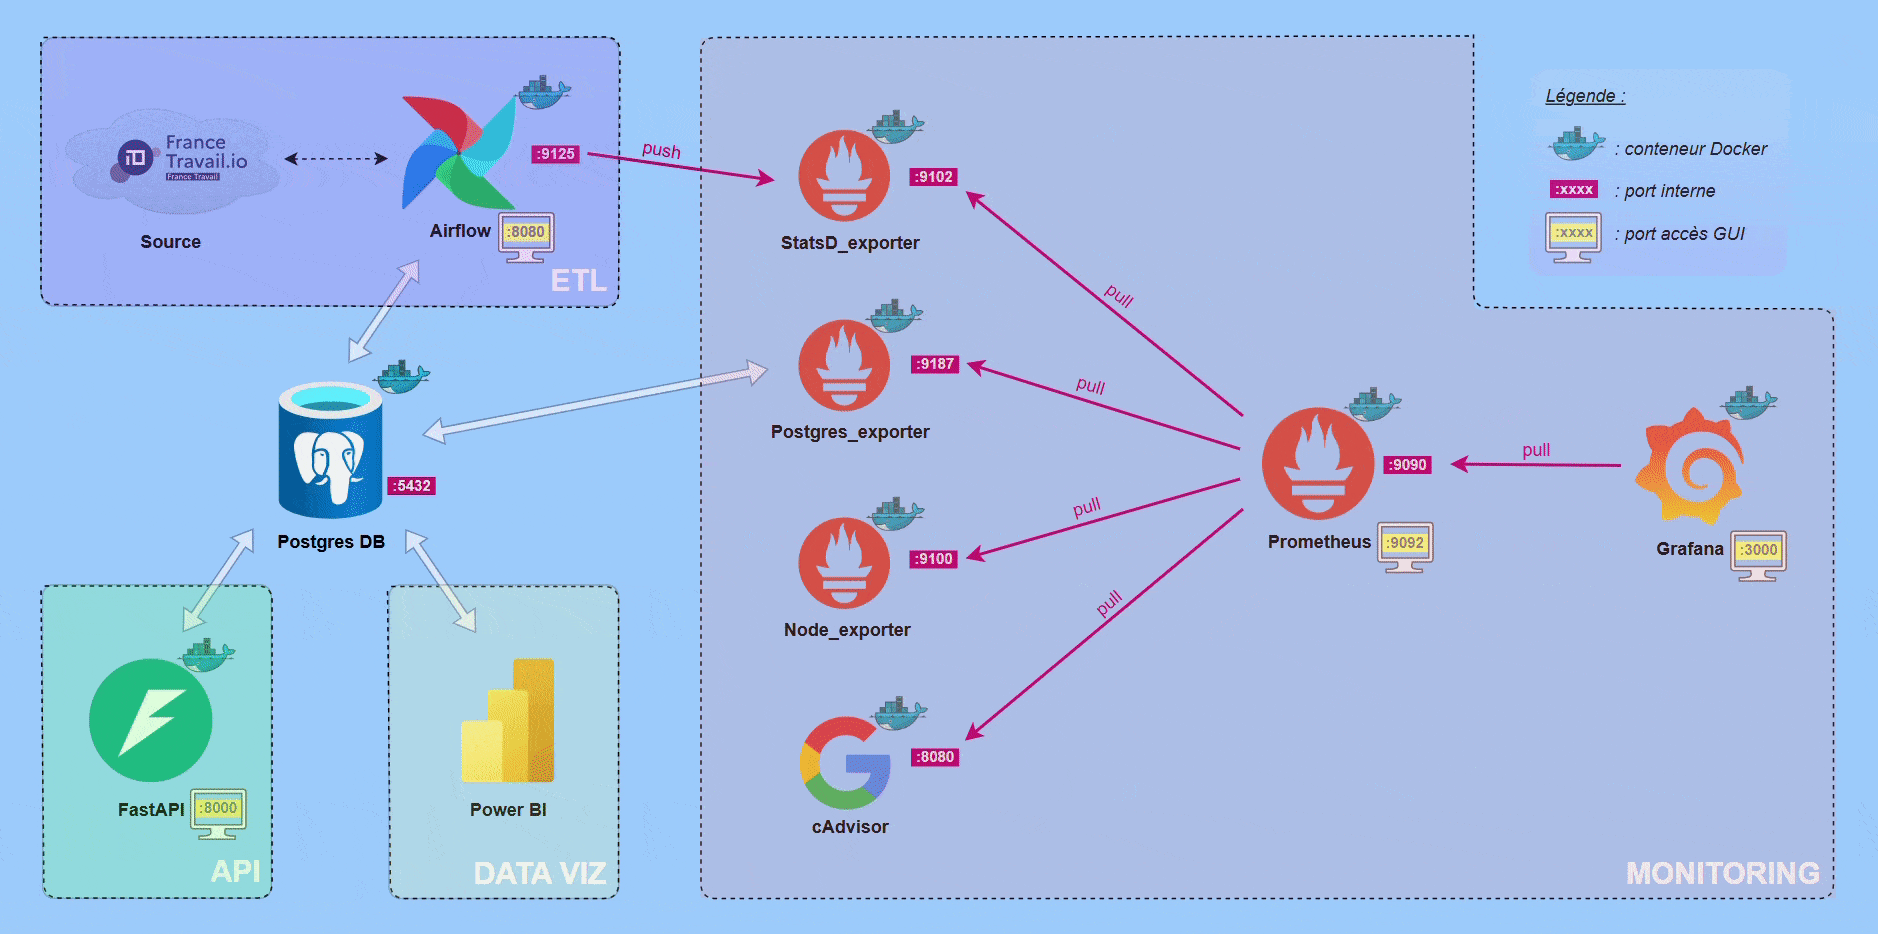 France
Travail.io
France Travail
Source
Airflow
:8080
:9125
ETL
push
StatsD_exporter
:9102
pull
Postgres_exporter
:9187
pull
Node_exporter
:9100
pull
cAdvisor
:8080
pull
Prometheus
:9090
:9092
pull
Grafana
:3000
MONITORING
Légende :
: conteneur Docker
:xxxx : port interne
:xxxx : port accès GUI
Postgres DB
:5432
FastAPI
:8000
API
Power BI
DATA VIZ